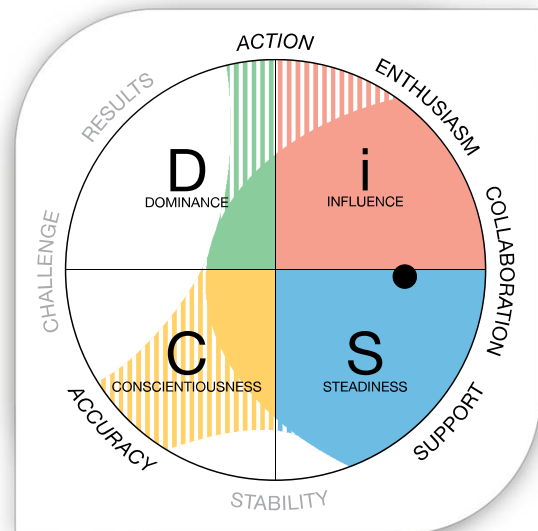 ACTION
ENTHUSIASM
RESULTS
D
DOMINANCE
i
INFLUENCE
COLLABORATION
CHALLENGE
C
CONSCIENTIOUSNESS
S
STEADINESS
ACCURACY
SUPPORT
STABILITY